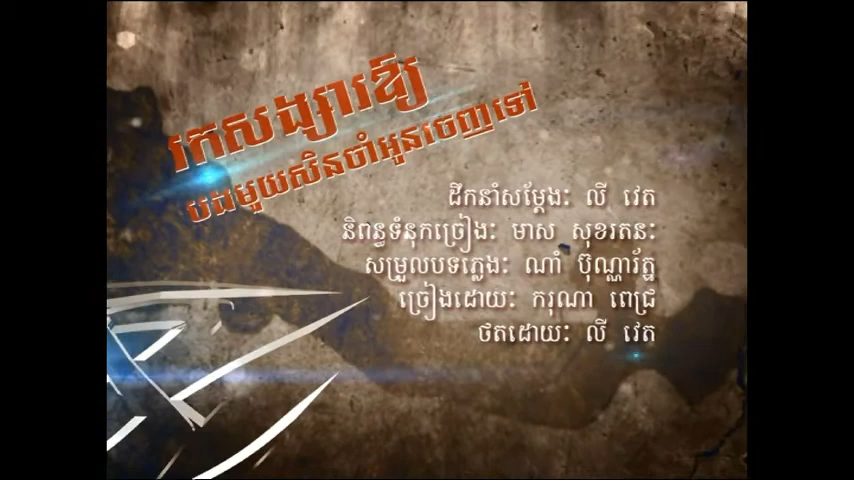 រកសង្សារឱ្យ
បងមួយសិនចាំអូនចេញទៅ
ដឹកនាំសម្ដែងៈ លី វេត
និពន្ធទំនុកច្រៀងៈ មាស សុខរតនៈ
សម្រួលបទភ្លេងៈ ណាំ ប៊ុណ្ណារ័ត្ន
ច្រៀងដោយៈ ករុណា ពេជ្រ
ថតដោយៈ លី វេត